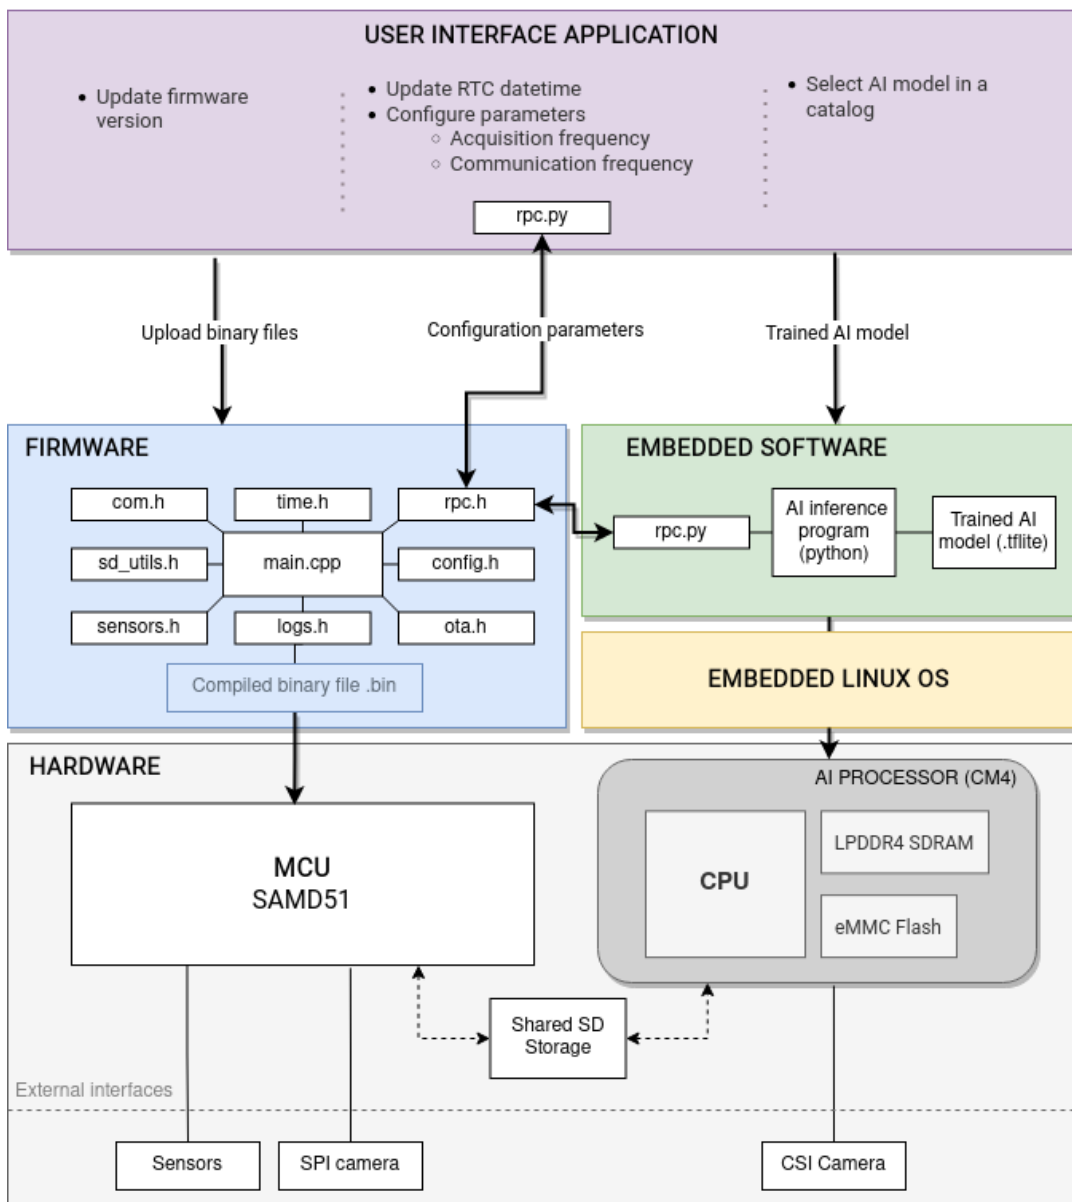 USER INTERFACE APPLICATION
• Update firmware
version
• Update RTC datetime
• Configure parameters
○ Acquisition frequency
○ Communication frequency
• Select AI model in a
catalog
rpc.py
Upload binary files
Configuration parameters
Trained AI model
FIRMWARE
com.h
time.h
rpc.h
sd_utils.h
main.cpp
config.h
sensors.h
logs.h
ota.h
Compiled binary file .bin
EMBEDDED SOFTWARE
rpc.py
AI inference
program
(python)
Trained AI
model (.tflite)
EMBEDDED LINUX OS
HARDWARE
MCU
SAMD51
AI PROCESSOR (CM4)
CPU
LPDDR4 SDRAM
eMMC Flash
Shared SD
Storage
External interfaces
Sensors
SPI camera
CSI Camera